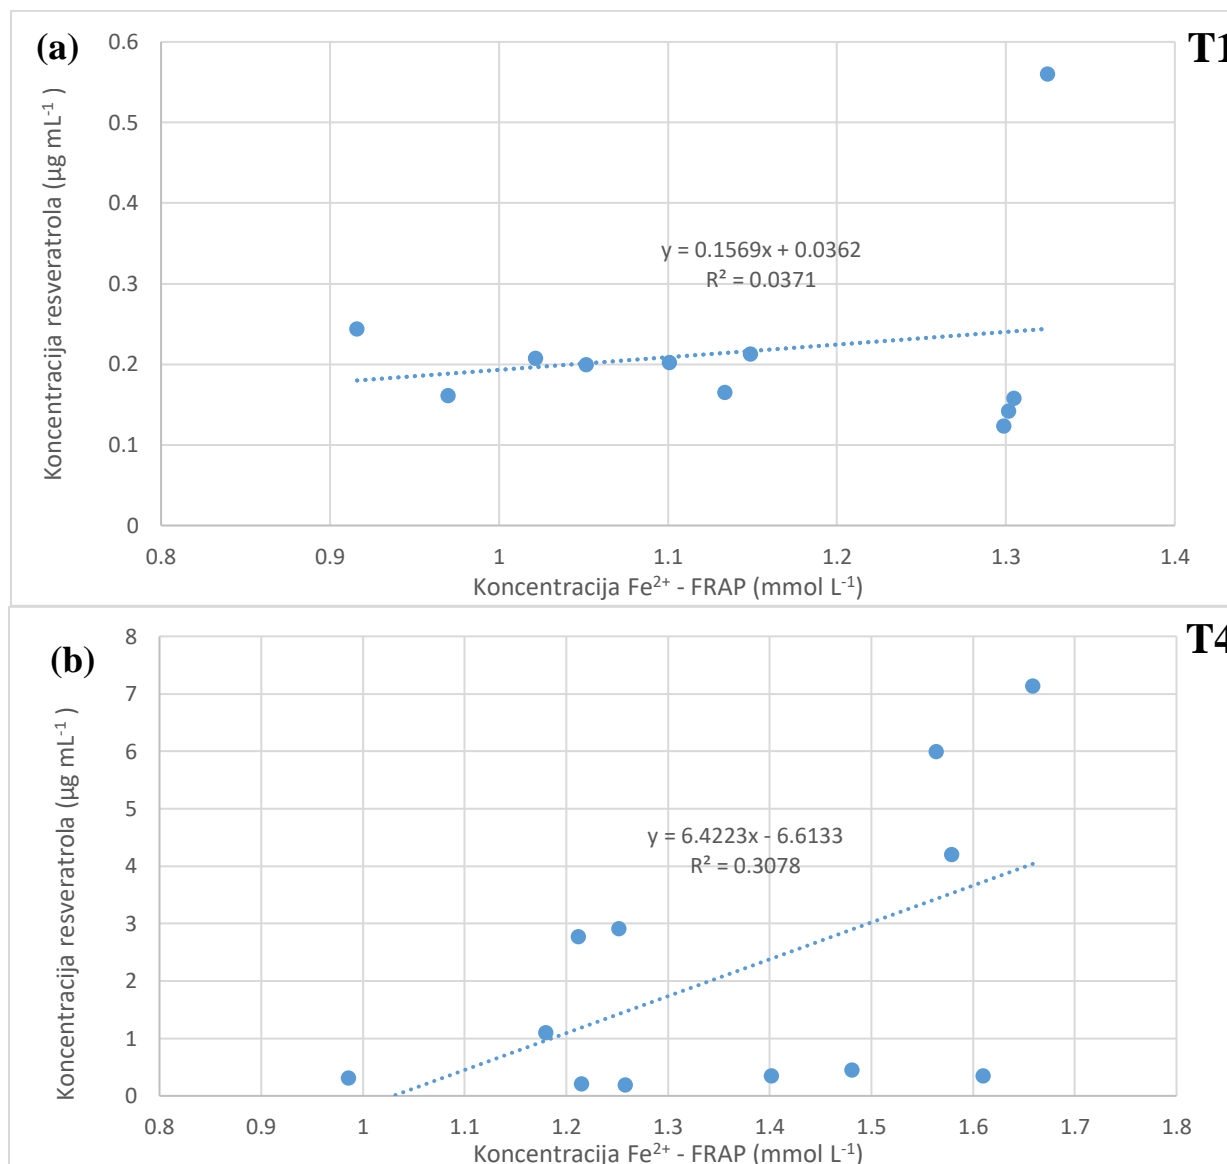 (a)
T1
Koncentracija resveratrola (µg mL⁻¹ )
0.6
0.5
0.4
0.3
0.2
0.1
0
y = 0.1569x + 0.0362
R² = 0.0371
0.8 0.9 1 1.1 1.2 1.3 1.4
Koncentracija Fe²⁺ - FRAP (mmol L⁻¹)
(b)
T4
Koncentracija resveratrola (µg mL⁻¹ )
8
7
6
5
4
3
2
1
0
y = 6.4223x - 6.6133
R² = 0.3078
0.8 0.9 1 1.1 1.2 1.3 1.4 1.5 1.6 1.7 1.8
Koncentracija Fe²⁺ - FRAP (mmol L⁻¹)